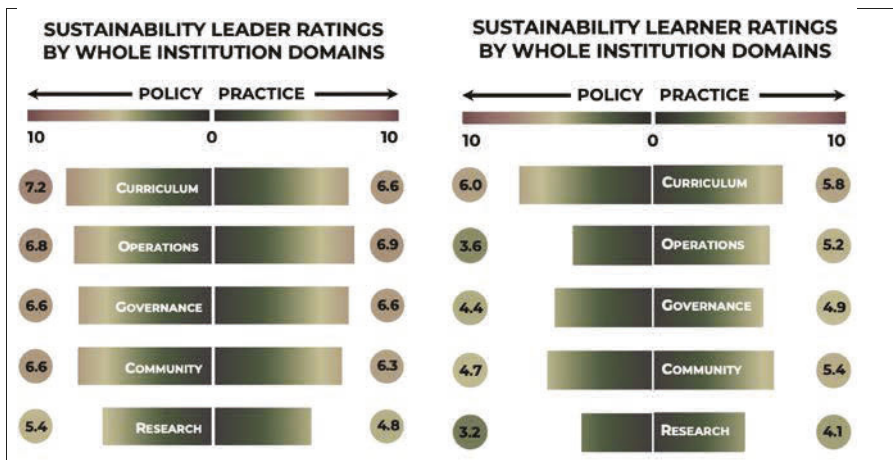 SUSTAINABILITY LEADER RATINGS
BY WHOLE INSTITUTION DOMAINS
POLICY PRACTICE
10 0 10
7.2 CURRICULUM 6.6
6.8 OPERATIONS 6.9
6.6 GOVERNANCE 6.6
6.6 COMMUNITY 6.3
5.4 RESEARCH 4.8
SUSTAINABILITY LEARNER RATINGS
BY WHOLE INSTITUTION DOMAINS
POLICY PRACTICE
10 0 10
6.0 CURRICULUM 5.8
3.6 OPERATIONS 5.2
4.4 GOVERNANCE 4.9
4.7 COMMUNITY 5.4
3.2 RESEARCH 4.1